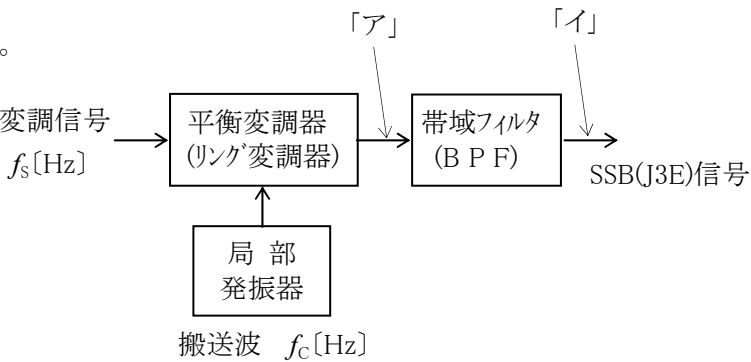 「ア」
「イ」
。
変調信号
fS〔Hz〕
平衡変調器
(リング変調器)
帯域フィルタ
(B P F)
SSB(J3E)信号
局 部
発振器
搬送波 fC〔Hz〕